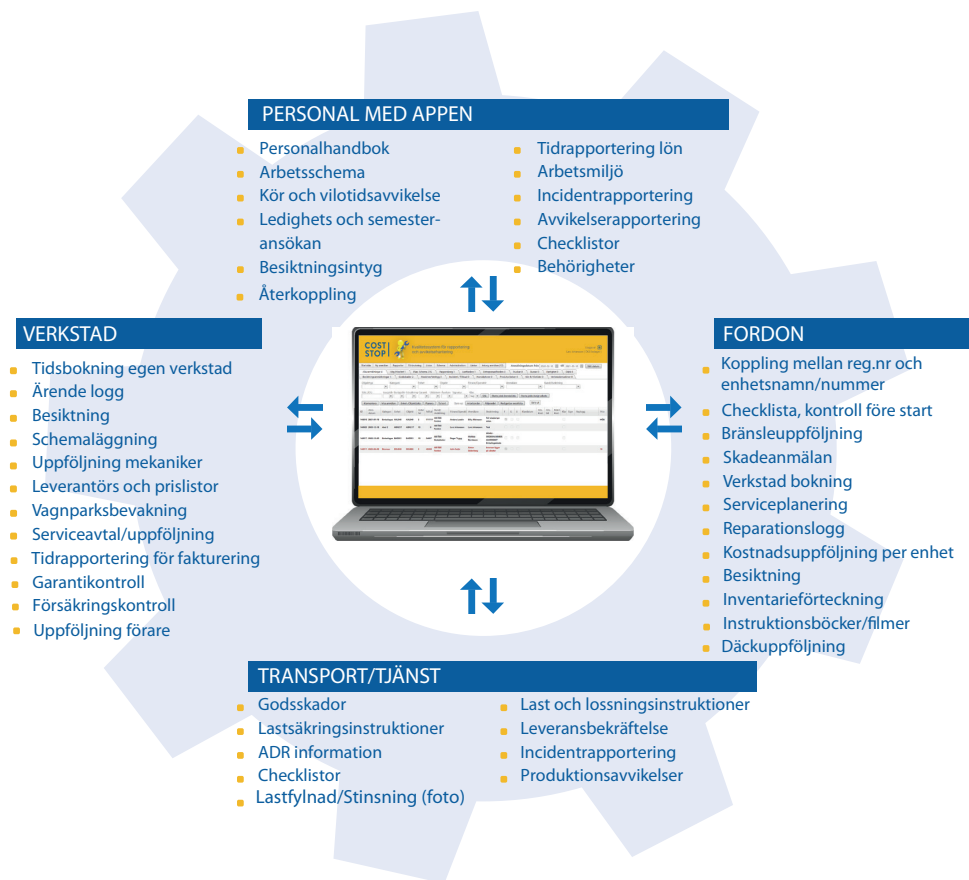 PERSONAL MED APPEN
Personalhandbok
Arbetsschema
Kör och vilotidsavvikelse
Ledighets och semester-
ansökan
Besiktningsintyg
Återkoppling
Tidrapportering lön
Arbetsmiljö
Incidentrapportering
Avvikelserapportering
Checklistor
Behörigheter
VERKSTAD
Tidsbokning egen verkstad
Ärende logg
Besiktning
Schemaläggning
Uppföljning mekaniker
Leverantörs och prislistor
Vagnparksbevakning
Serviceavtal/uppföljning
Tidrapportering för fakturering
Garantikontroll
Försäkringskontroll
Uppföljning förare
COST
STOP
FORDON
Koppling mellan reg.nr och
enhetsnamn/nummer
Checklista, kontroll före start
Bränsleuppföljning
Skadeanmälan
Verkstad bokning
Serviceplanering
Reparationslogg
Kostnadsuppföljning per enhet
Besiktning
Inventarieförteckning
Instruktionsböcker/filmer
Däckuppföljning
TRANSPORT/TJÄNST
Godsskador
Lastsäkringsinstruktioner
ADR information
Checklistor
Lastfylnad/Stinsning (foto)
Last och lossningsinstruktioner
Leveransbekräftelse
Incidentrapportering
Produktionsavvikelser